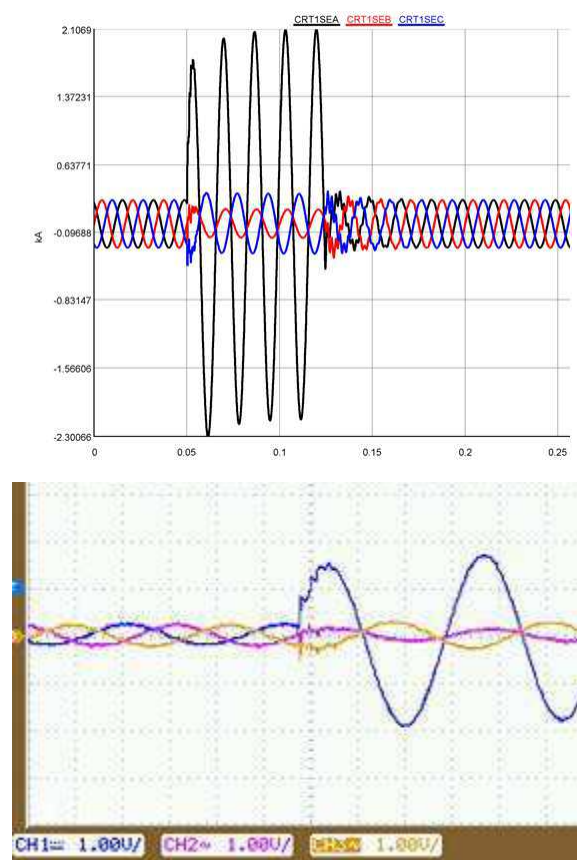 CRT1SEA CRT1SEB CRT1SEC
2.1069
1.37231
0.63771
-0.09688
-0.83147
-1.56606
-2.30066
kA
0 0.05 0.1 0.15 0.2 0.25
CH1 1.00V/ CH2~ 1.00V/ CH3~ 1.00V/